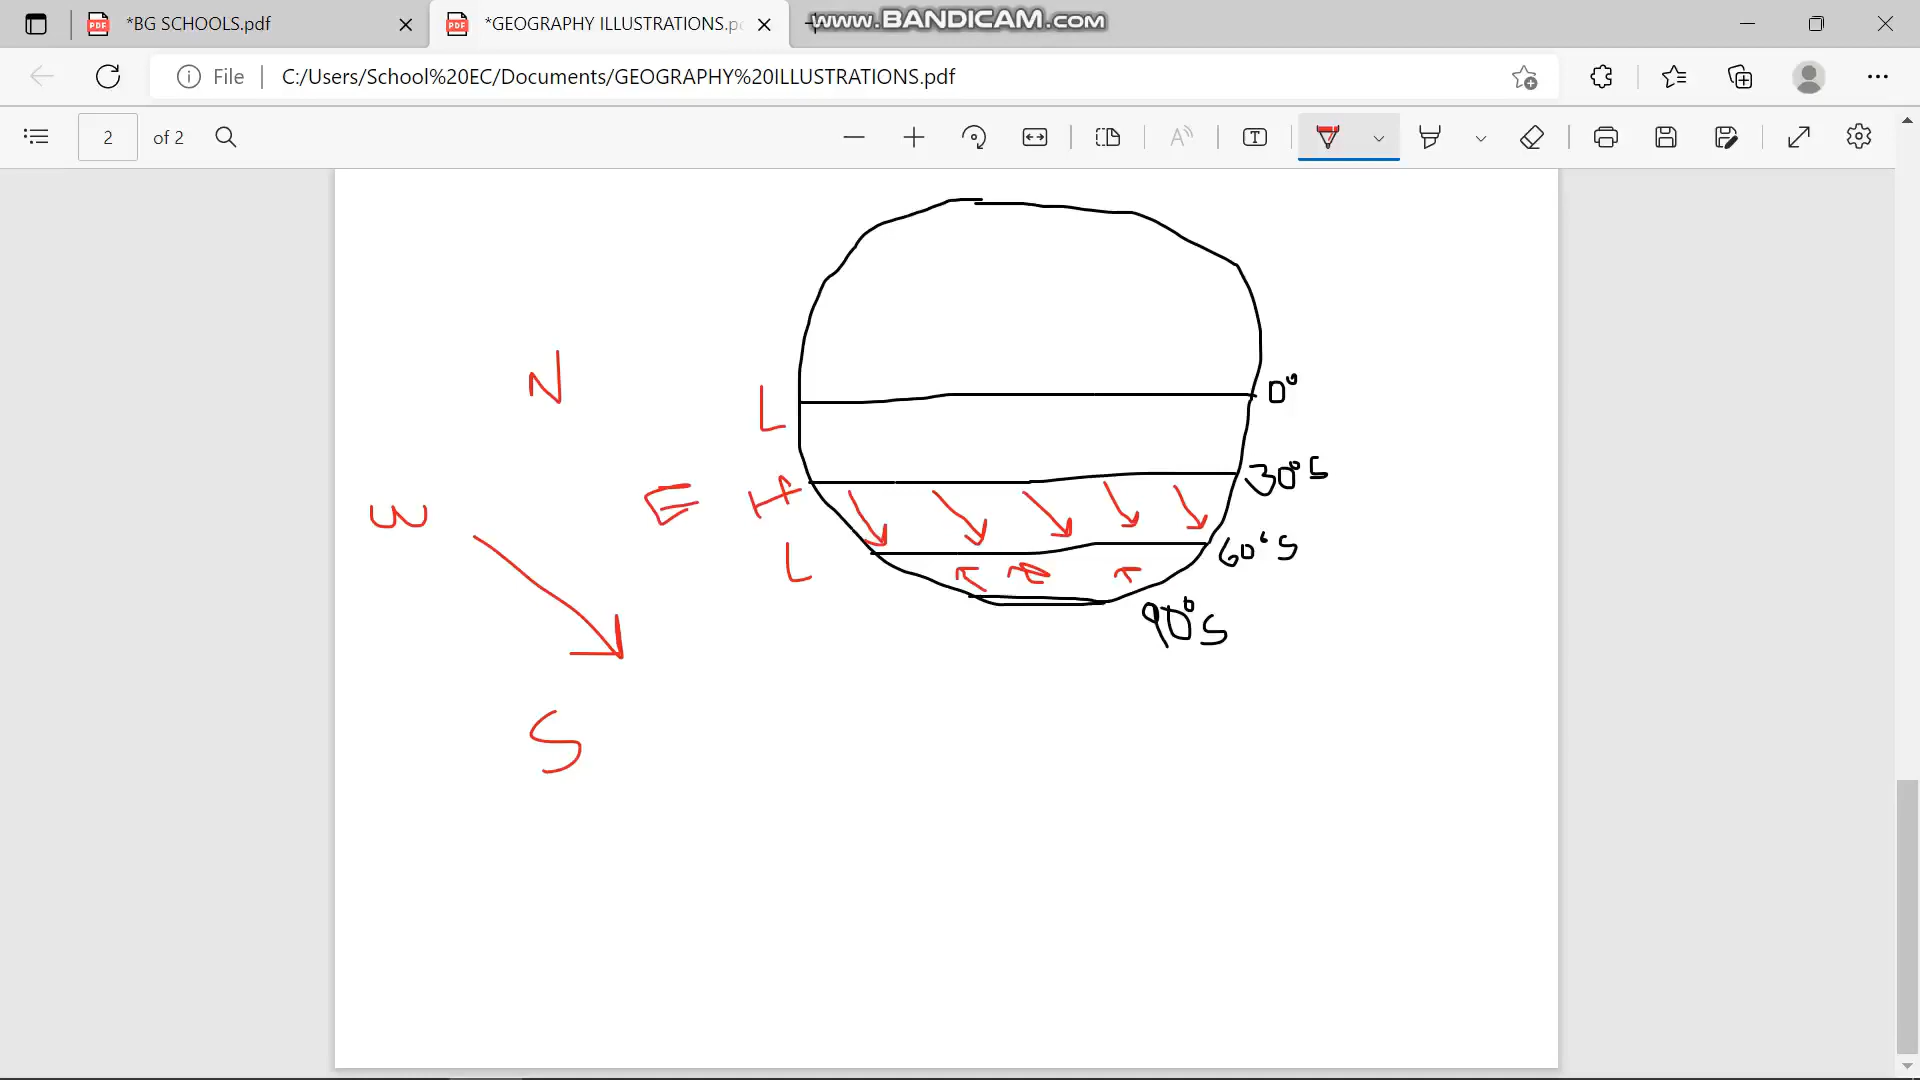 *BG SCHOOLS.pdf
*GEOGRAPHY ILLUSTRATIONS.pd
www.BANDICAM.com
File
C:/Users/School%20EC/Documents/GEOGRAPHY%20ILLUSTRATIONS.pdf
2 of 2
N
L
0°
W
E
H
30°S
L
60°S
90°S
S